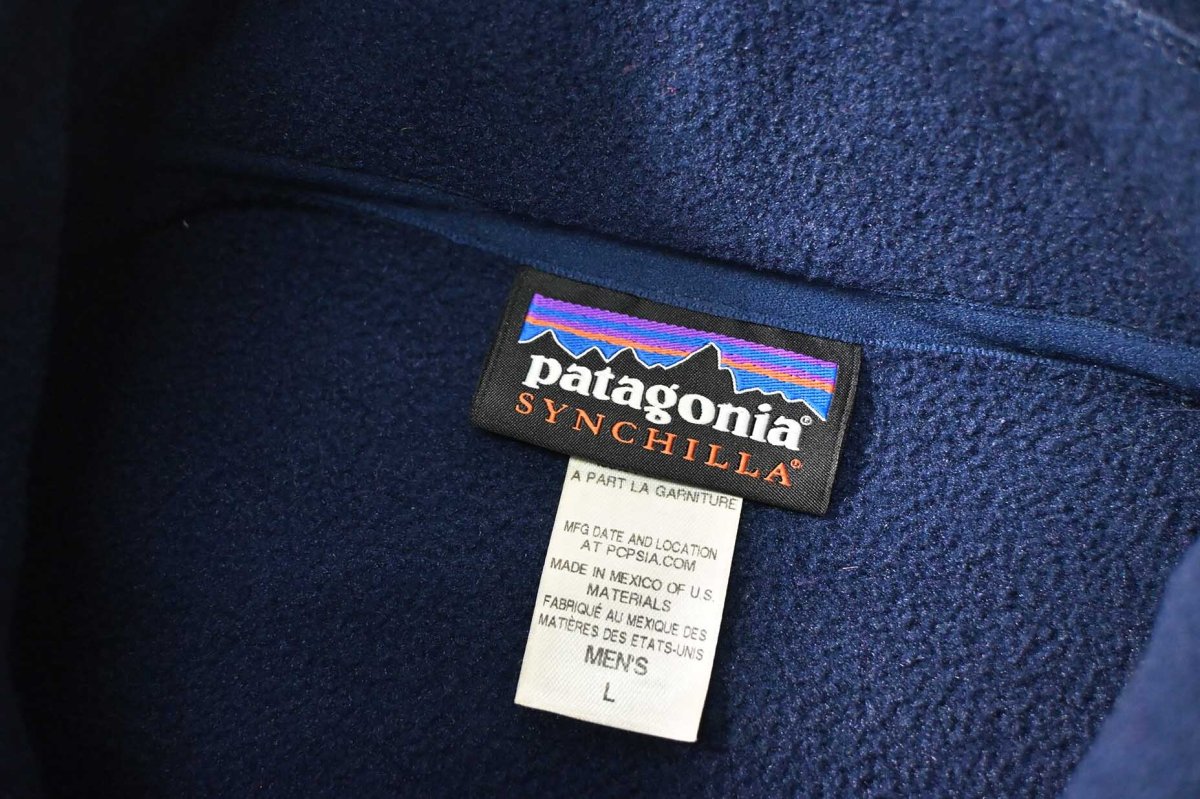 patagonia®
SYNCHILLA®
A PART LA GARNITURE
MFG DATE AND LOCATION
AT PCPSIA.COM
MADE IN MEXICO OF U.S.
MATERIALS
FABRIQUÉ AU MEXIQUE DES
MATIÈRES DES ETATS-UNIS
MEN'S
L